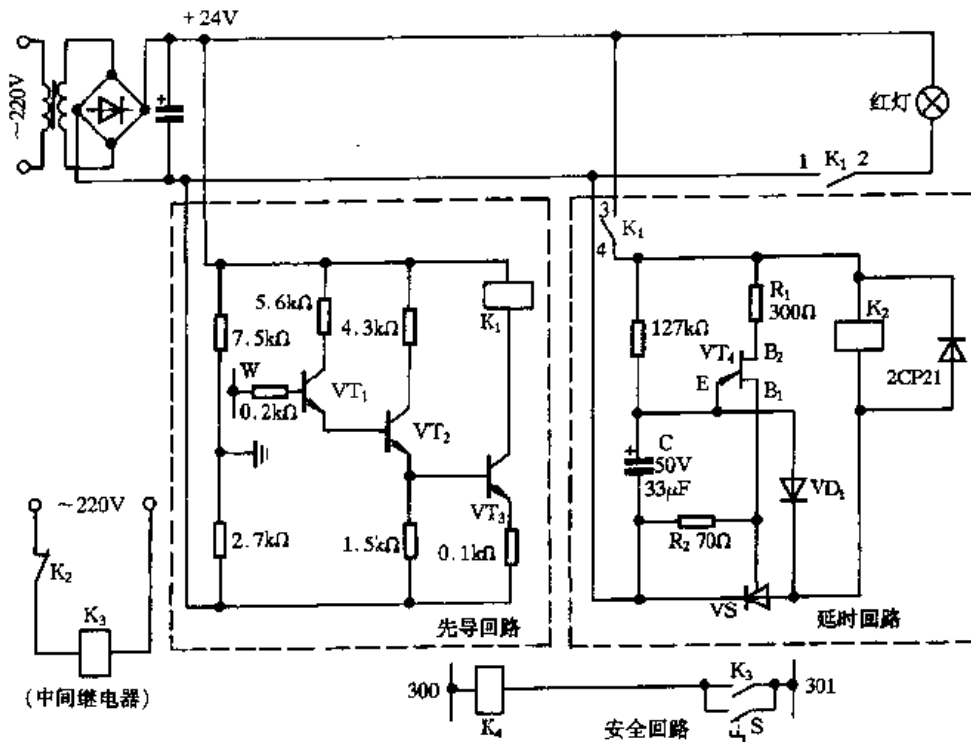 +24V
~220V
红灯
1 K₁ 2
3
K₁
4
5.6kΩ
4.3kΩ
K₁
7.5kΩ
W
0.2kΩ
VT₁
VT₂
VT₃
2.7kΩ
1.5kΩ
0.1kΩ
先导回路
R₁
300Ω
127kΩ
K₂
VT₄
B₂
E
B₁
2CP21
+
C
50V
33μF
VD₁
R₂ 70Ω
VS
延时回路
~220V
K₂
K₃
(中间继电器)
300
K₄
K₃
301
S
安全回路